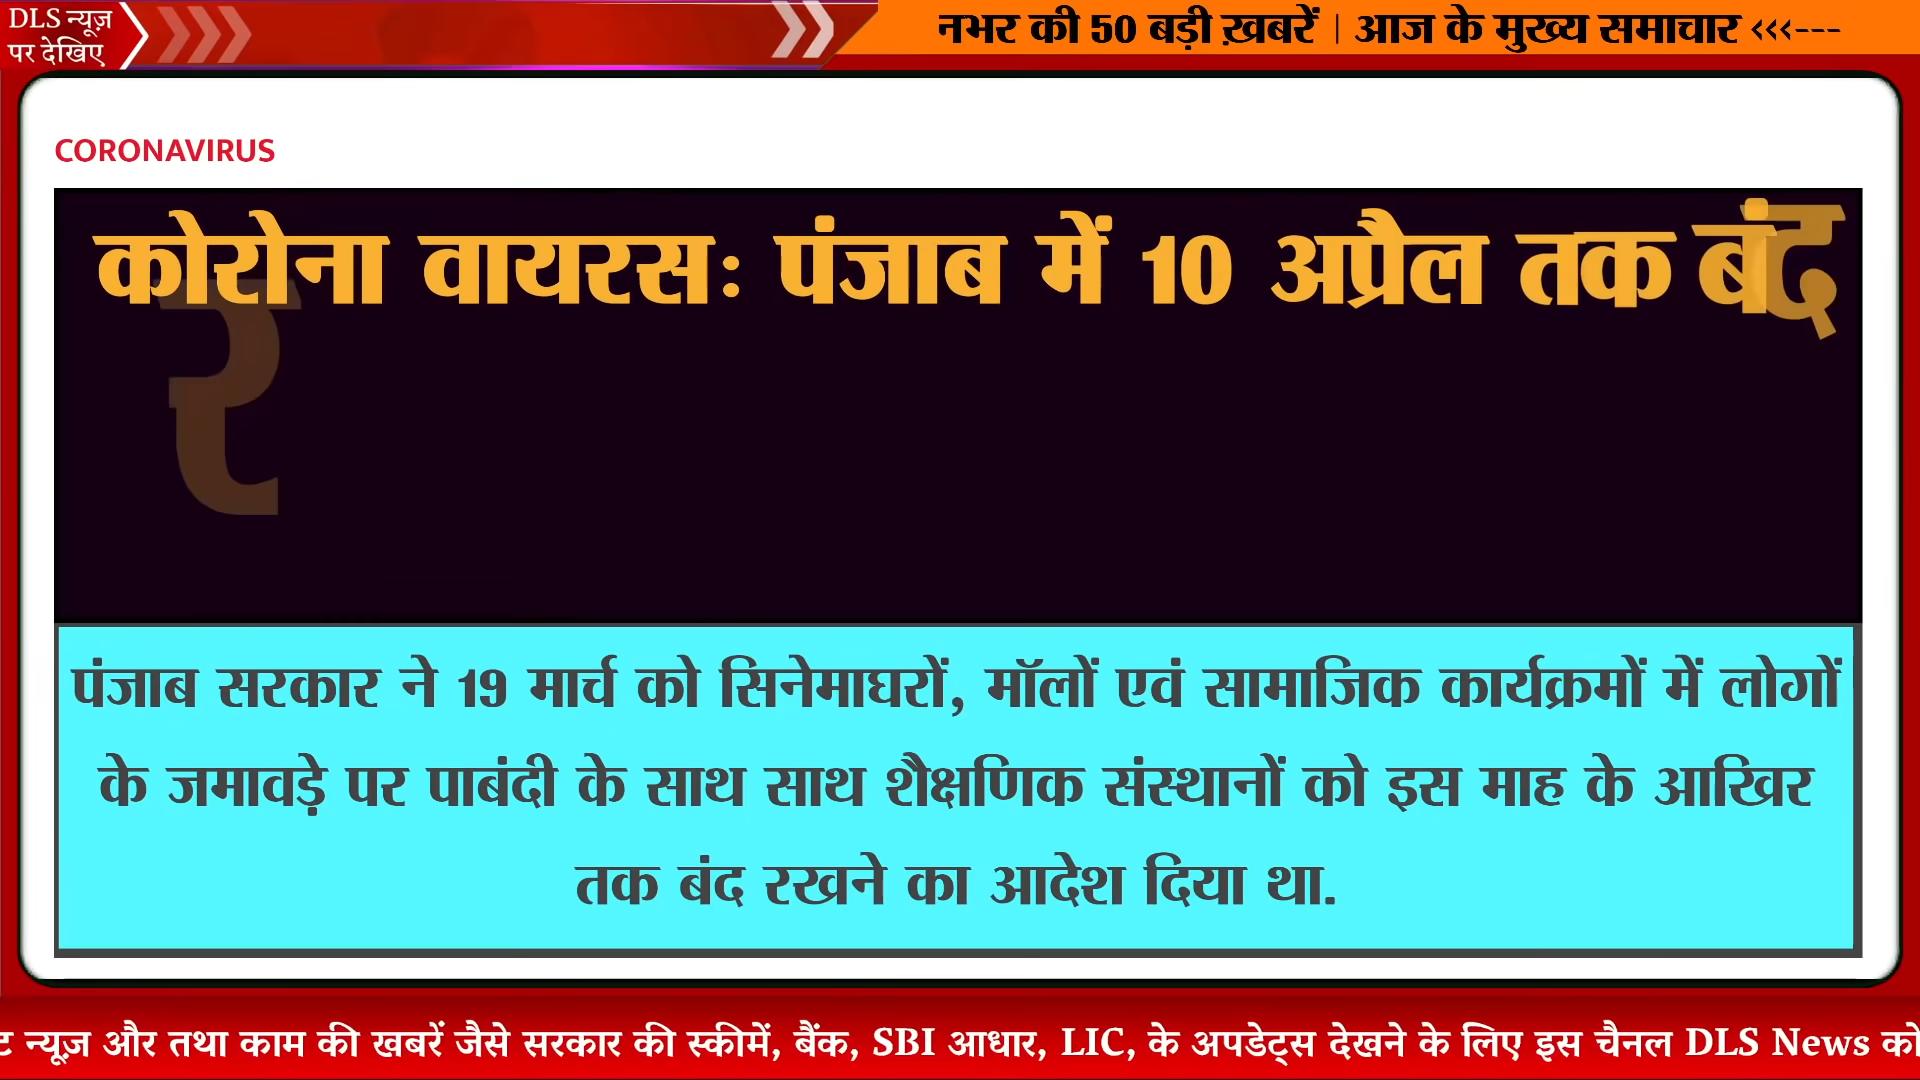 DLS न्यूज़
पर देखिए
नभर की 50 बड़ी ख़बरें | आज के मुख्य समाचार <<<---
CORONAVIRUS
कोरोना वायरस: पंजाब में 10 अप्रैल तक बंद
र
पंजाब सरकार ने 19 मार्च को सिनेमाघरों, मॉलों एवं सामाजिक कार्यक्रमों में लोगों
के जमावड़े पर पाबंदी के साथ साथ शैक्षणिक संस्थानों को इस माह के आखिर
तक बंद रखने का आदेश दिया था.
ट न्यूज़ और तथा काम की खबरें जैसे सरकार की स्कीमें, बैंक, SBI आधार, LIC, के अपडेट्स देखने के लिए इस चैनल DLS News को